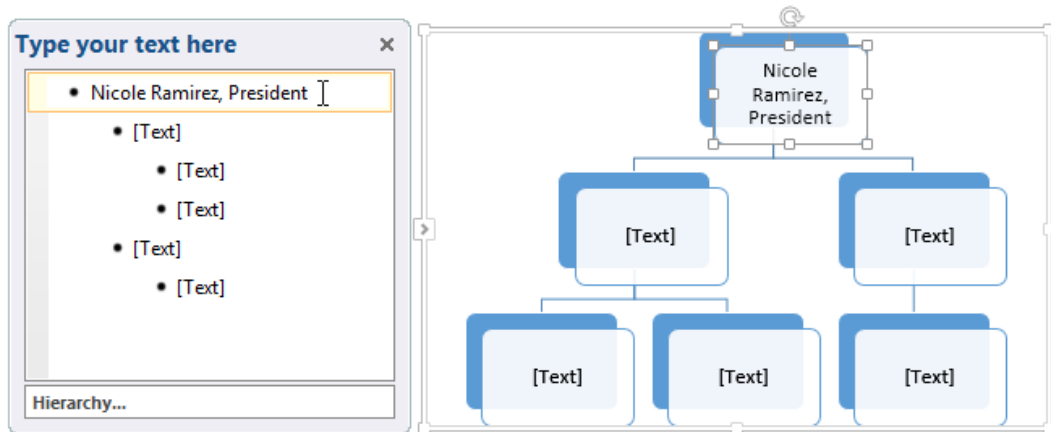 Type your text here
Nicole Ramirez, President
[Text]
[Text]
[Text]
[Text]
[Text]
Hierarchy...
Nicole
Ramirez,
President
[Text]
[Text]
[Text]
[Text]
[Text]